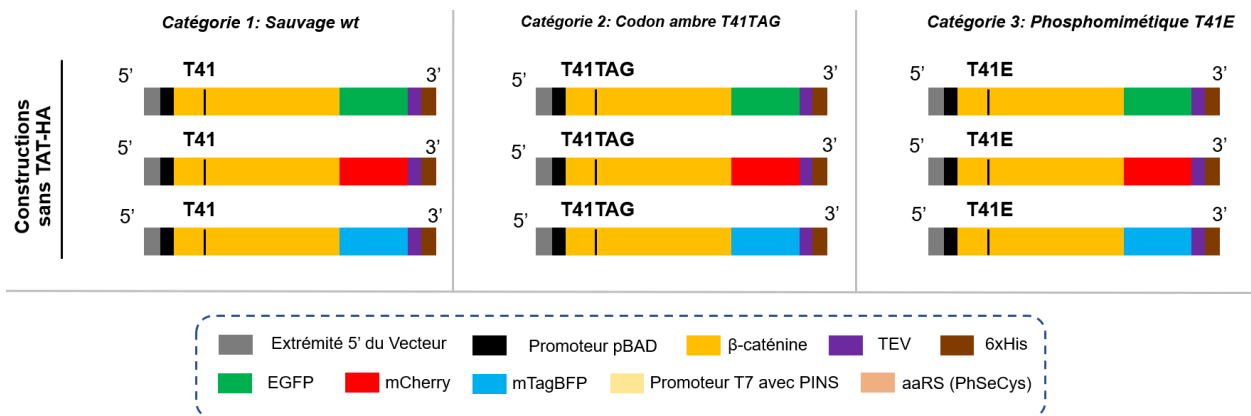 Catégorie 1: Sauvage wt
Catégorie 2: Codon ambre T41TAG
Catégorie 3: Phosphomimétique T41E
Constructions
sans TAT-HA
5’ T41 3’
5’ T41TAG 3’
5’ T41E 3’
5’ T41 3’
5’ T41TAG 3’
5’ T41E 3’
5’ T41 3’
5’ T41TAG 3’
5’ T41E 3’
Extrémité 5’ du Vecteur
Promoteur pBAD
β-caténine
TEV
6xHis
EGFP
mCherry
mTagBFP
Promoteur T7 avec PINS
aaRS (PhSeCys)